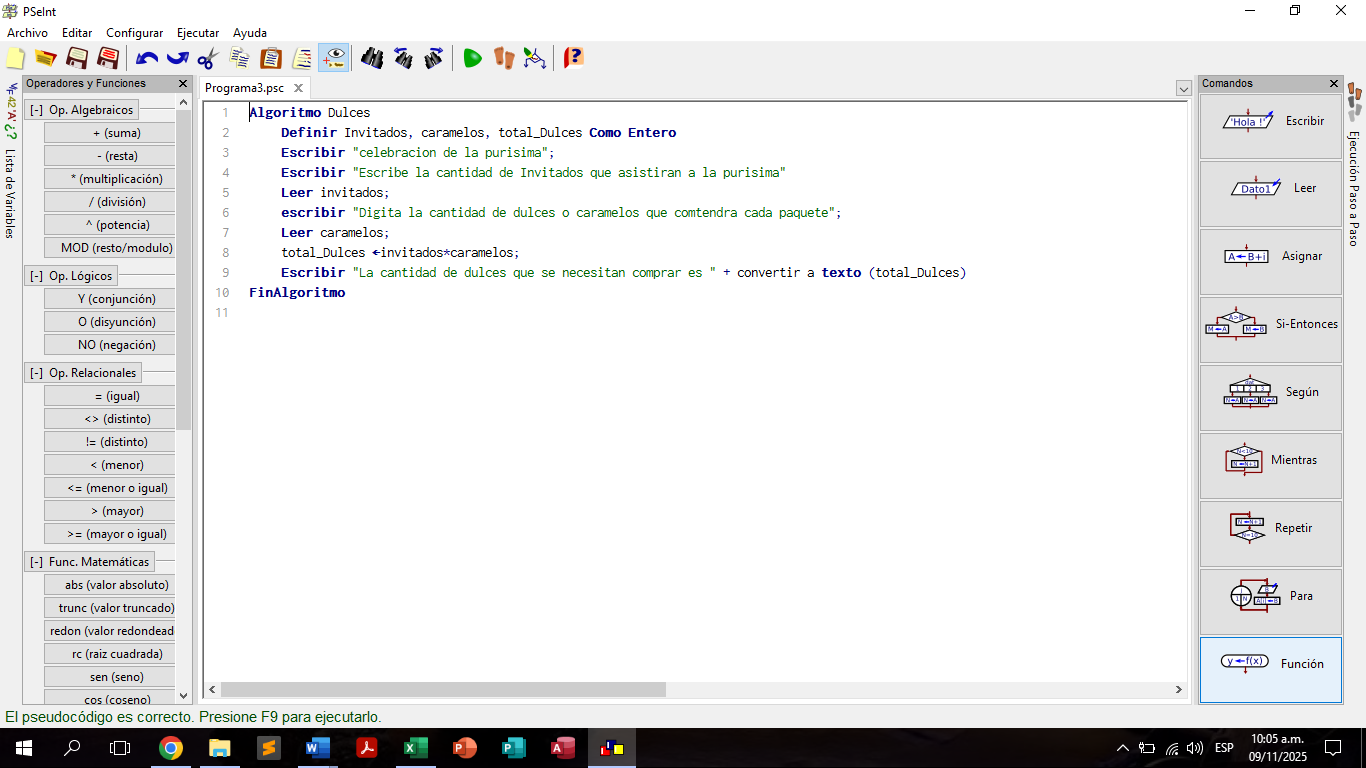 PSeInt
Archivo Editar Configurar Ejecutar Ayuda
Operadores y Funciones
Programa3.psc
Comandos
Lista de Variables
[-] Op. Algebraicos
+ (suma)
- (resta)
* (multiplicación)
/ (división)
^ (potencia)
MOD (resto/modulo)
[-] Op. Lógicos
Y (conjunción)
O (disyunción)
NO (negación)
[-] Op. Relacionales
= (igual)
<> (distinto)
!= (distinto)
< (menor)
<= (menor o igual)
> (mayor)
>= (mayor o igual)
[-] Func. Matemáticas
abs (valor absoluto)
trunc (valor truncado)
redon (valor redondead
rc (raiz cuadrada)
sen (seno)
cos (coseno)
1 Algoritmo Dulces
2 Definir Invitados, caramelos, total_Dulces Como Entero
3 Escribir "celebracion de la purisima";
4 Escribir "Escribe la cantidad de Invitados que asistiran a la purisima"
5 Leer invitados;
6 escribir "Digita la cantidad de dulces o caramelos que comtendra cada paquete";
7 Leer caramelos;
8 total_Dulces ←invitados*caramelos;
9 Escribir "La cantidad de dulces que se necesitan comprar es " + convertir a texto (total_Dulces)
10 FinAlgoritmo
11
'Hola !' Escribir
Dato1 Leer
A←B+i Asignar
Si-Entonces
Según
Mientras
Repetir
Para
y←f(x) Función
Ejecución Paso a Paso
El pseudocódigo es correcto. Presione F9 para ejecutarlo.
ESP
10:05 a.m.
09/11/2025